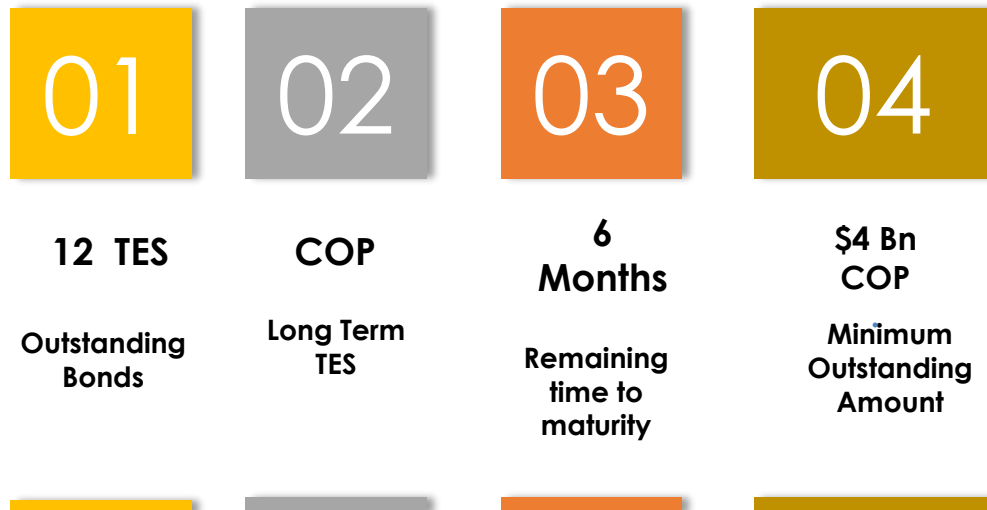 01
12 TES
Outstanding
Bonds
02
COP
Long Term
TES
03
6
Months
Remaining
time to
maturity
04
$4 Bn
COP
Minimum
Outstanding
Amount